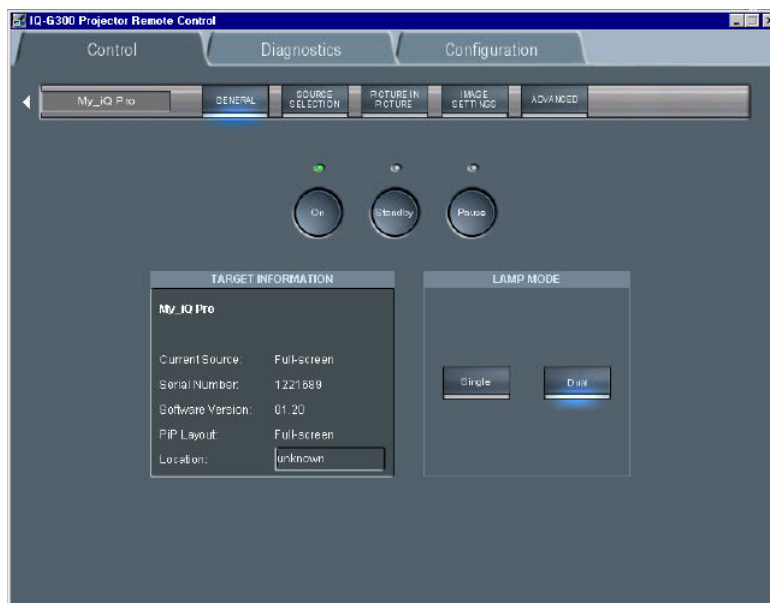 IQ-G300 Projector Remote Control
Control Diagnostics Configuration
My_iQ Pro GENERAL SOURCE SELECTION PICTURE IN PICTURE IMAGE SETTINGS ADVANCED
On Standby Pause
TARGET INFORMATION
My_iQ Pro
Current Source: Full-screen
Serial Number: 1221689
Software Version: 01.20
PiP Layout: Full-screen
Location: unknown
LAMP MODE
Single Dual